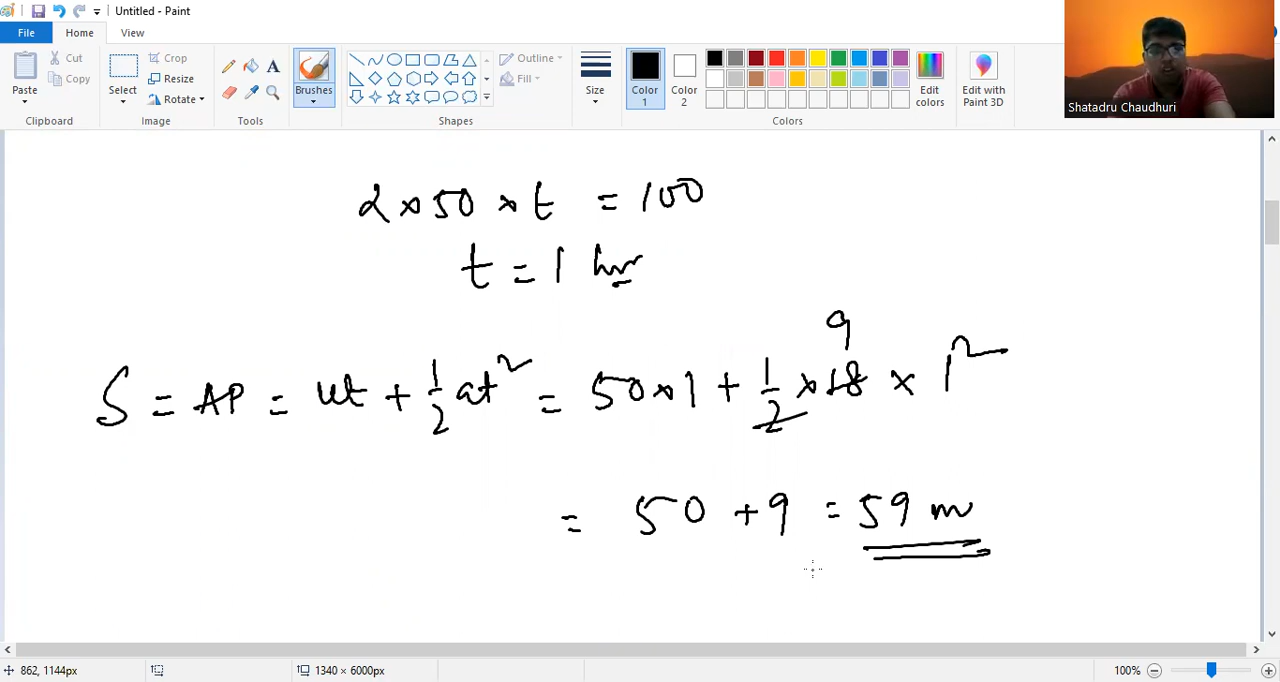 Untitled - Paint
File Home View
Paste
Cut
Copy
Clipboard
Select
Crop
Resize
Rotate
Image
A
Tools
Brushes
Outline
Fill
Shapes
Size
Color 1
Color 2
Edit colors
Edit with Paint 3D
Colors
Shatadru Chaudhuri
2 × 50 × t = 100
t = 1 hr
9
S = AP = ut + 1/2 at² = 50 × 1 + 1/2 × 18 × 1²
= 50 + 9 = 59 m
862, 1144px
1340 × 6000px
100%